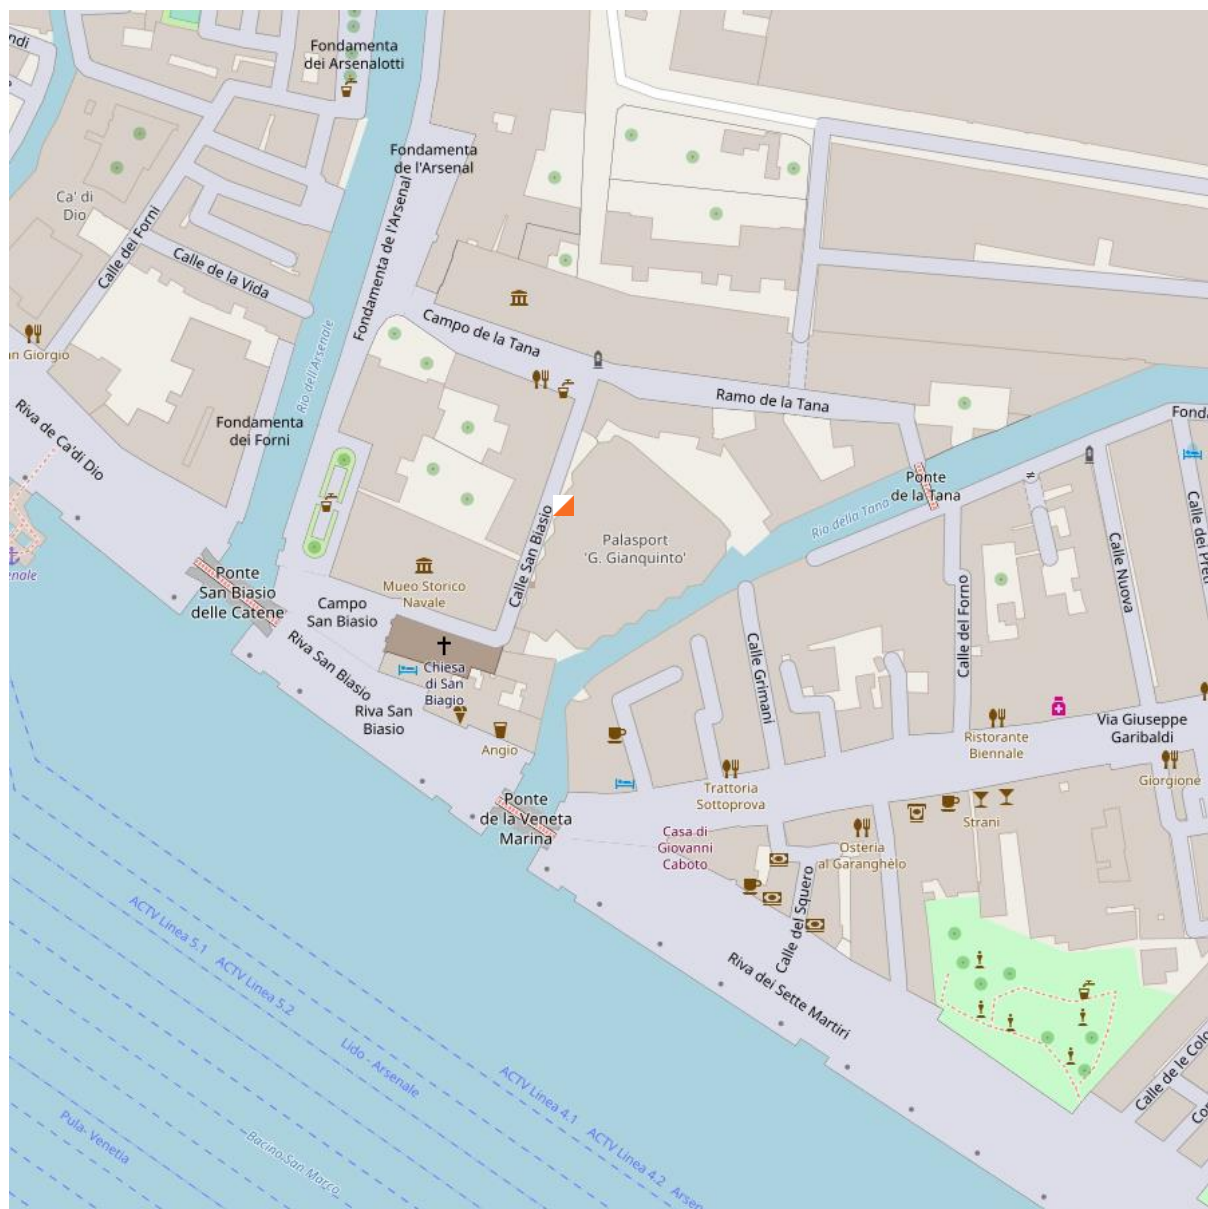 ndi
Fondamenta
dei Arsenalotti
Fondamenta
de l'Arsenal
Ca' di
Dio
Calle dei Forni
Calle de la Vida
Fondamenta de l'Arsenal
Campo de la Tana
an Giorgio
Rio dell'Arsenale
Ramo de la Tana
Riva de Ca'di Dio
Fondamenta
dei Forni
Fonda
Ponte
de la Tana
Rio della Tana
Calle dei Preti
Calle San Biasio
Palasport
'G. Gianquinto'
Calle Nuova
enale
Ponte
San Biasio
delle Catene
Mueo Storico
Navale
Campo
San Biasio
Calle del Forno
Riva San Biasio
Chiesa
di San
Biagio
Calle Grimani
Riva San
Biasio
Via Giuseppe
Garibaldi
Angio
Ristorante
Biennale
Giorgione
Trattoria
Sottoprova
Ponte
de la Veneta
Marina
Strani
Casa di
Giovanni
Caboto
Osteria
al Garanghèlo
Calle del Squero
ACTV Linea 5.1
ACTV Linea 5.2
Riva dei Sette Martiri
Lido - Arsenale
ACTV Linea 4.1
ACTV Linea 4.2
Arsen
Calle de le Colo
Cor
Pula- Venetia
Bacino San Marco